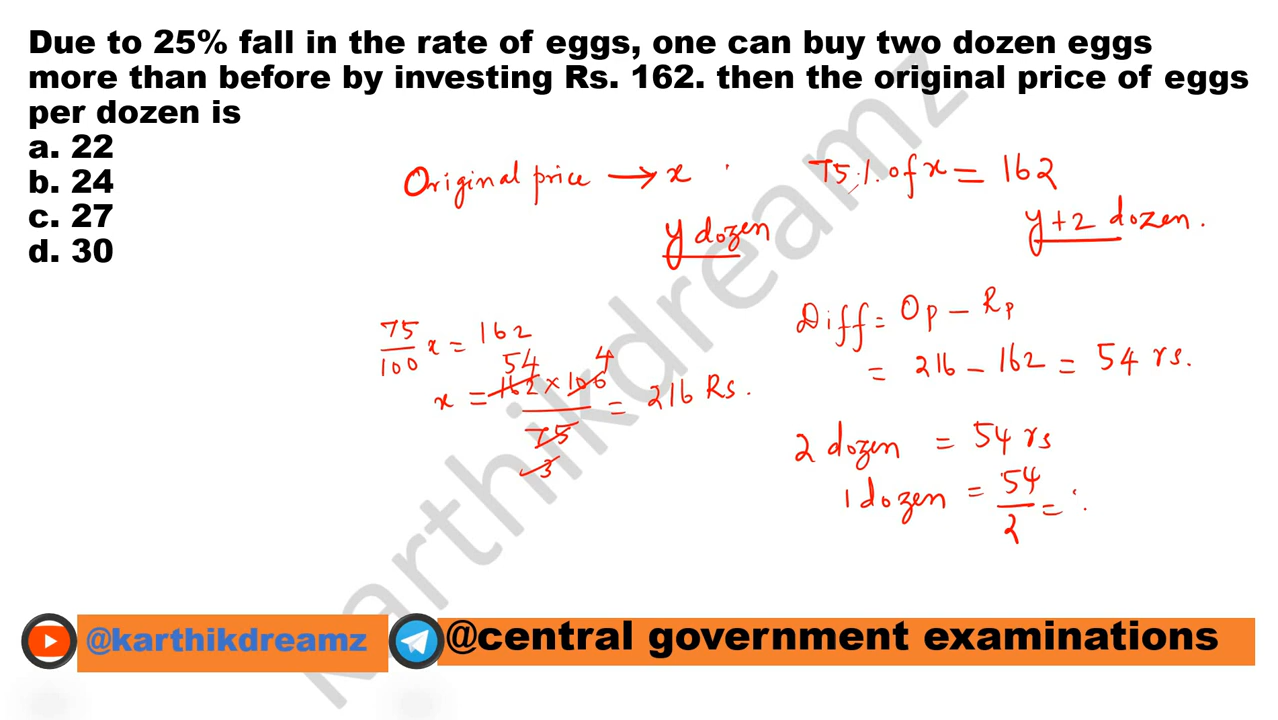 Due to 25% fall in the rate of eggs, one can buy two dozen eggs
more than before by investing Rs. 162. then the original price of eggs
per dozen is
a. 22
b. 24
c. 27
d. 30
Original price → x
y dozen
75% of x = 162
y+2 dozen.
75/100 x = 162
x = 162 × 100 / 75 = 216 Rs.
54 4
3
Diff = Op - Rp
= 216 - 162 = 54 rs.
2 dozen = 54 rs
1 dozen = 54/2 =
karthikdreamz
@karthikdreamz
@central government examinations